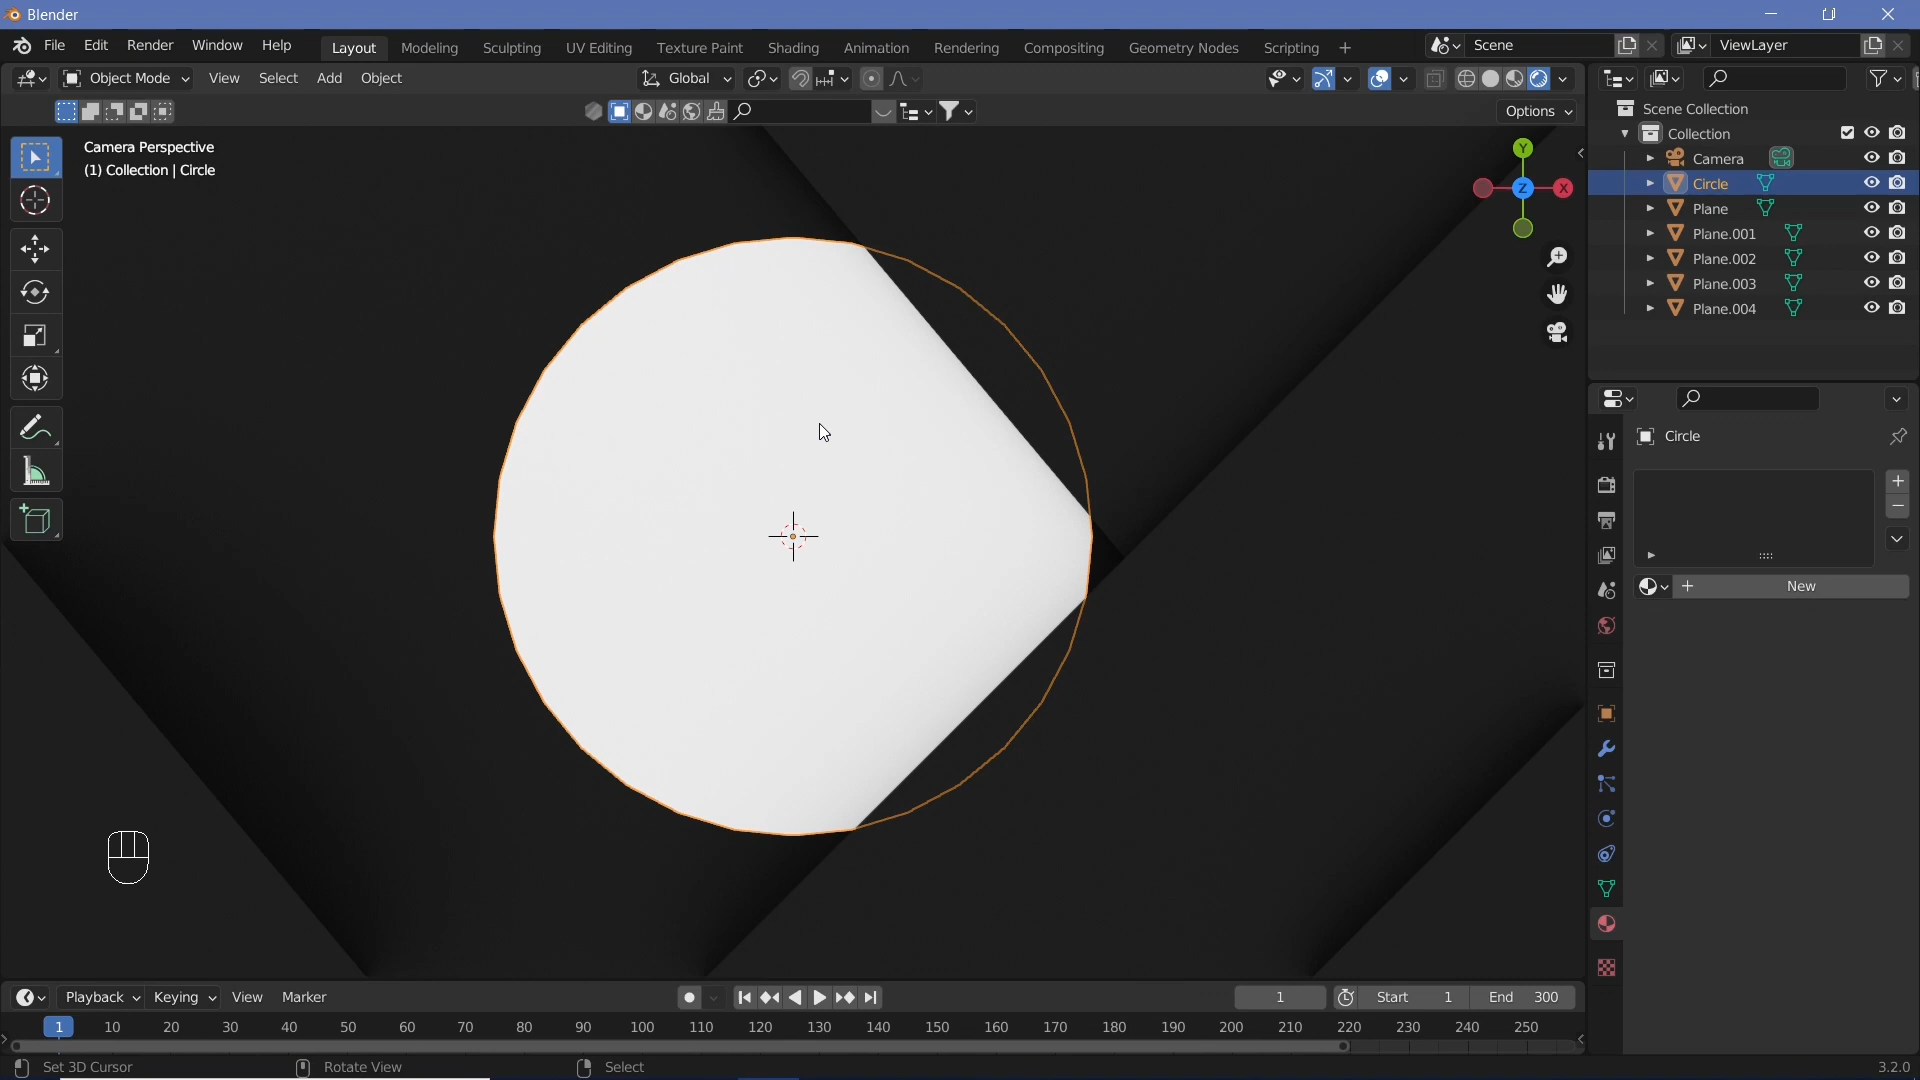 Blender
File Edit Render Window Help
Layout Modeling Sculpting UV Editing Texture Paint Shading Animation Rendering Compositing Geometry Nodes Scripting +
Scene
ViewLayer
Object Mode View Select Add Object
Global
Options
Camera Perspective
(1) Collection | Circle
Y
X
Z
Scene Collection
Collection
Camera
Circle
Plane
Plane.001
Plane.002
Plane.003
Plane.004
Circle
New
Playback Keying View Marker
1
Start 1
End 300
1 10 20 30 40 50 60 70 80 90 100 110 120 130 140 150 160 170 180 190 200 210 220 230 240 250
Set 3D Cursor
Rotate View
Select
3.2.0